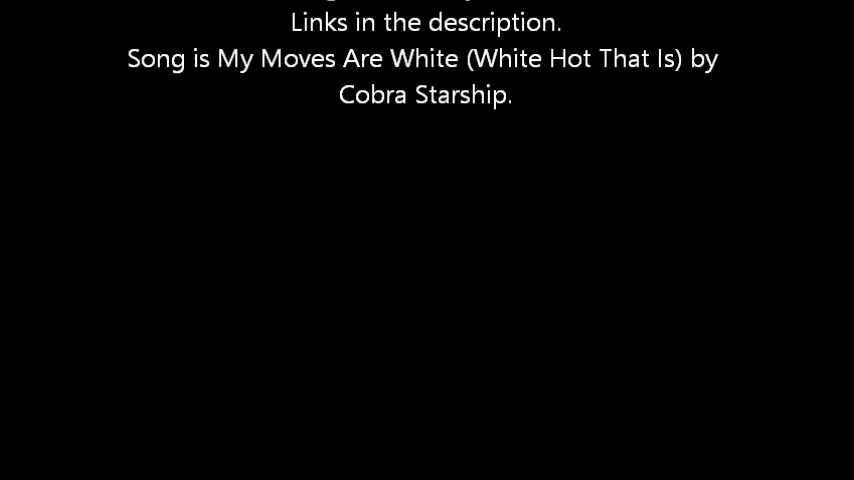 Links in the description.
Song is My Moves Are White (White Hot That Is) by
Cobra Starship.